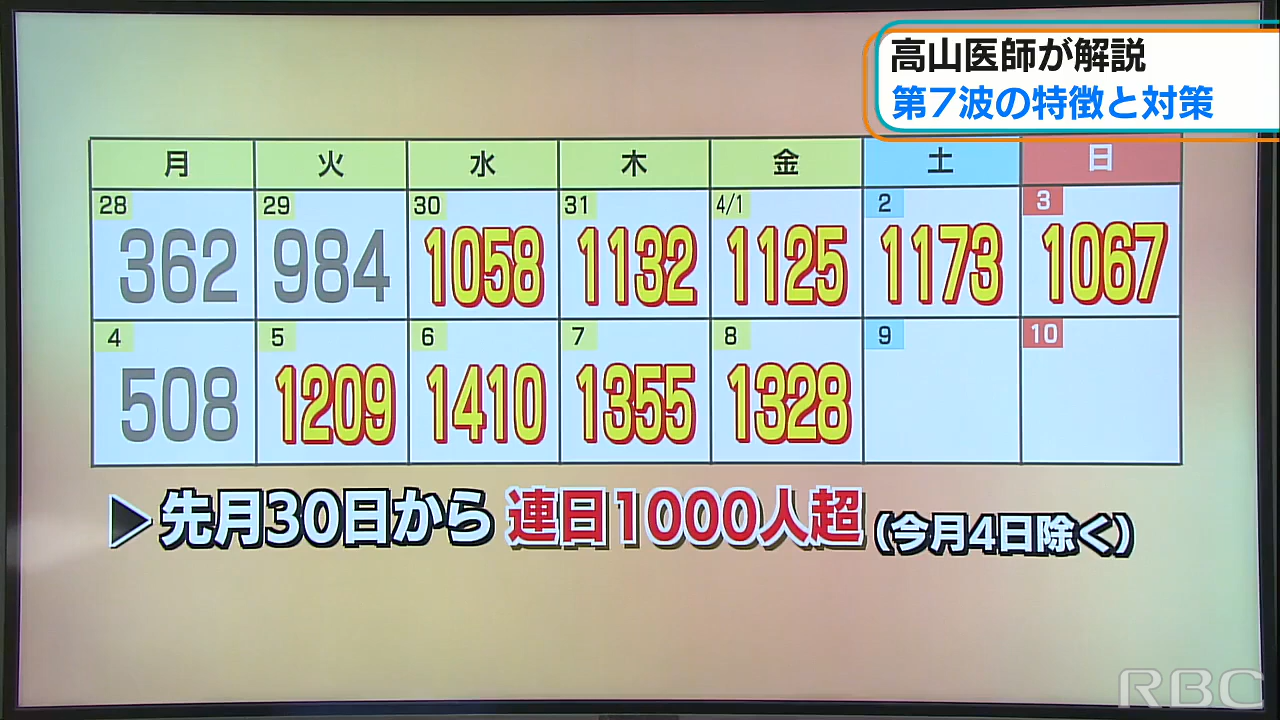 高山医師が解説
第7波の特徴と対策
月 火 水 木 金 土 日
28 29 30 31 4/1 2 3
362 984 1058 1132 1125 1173 1067
4 5 6 7 8 9 10
508 1209 1410 1355 1328
▶先月30日から 連日1000人超 (今月4日除く)
RBC